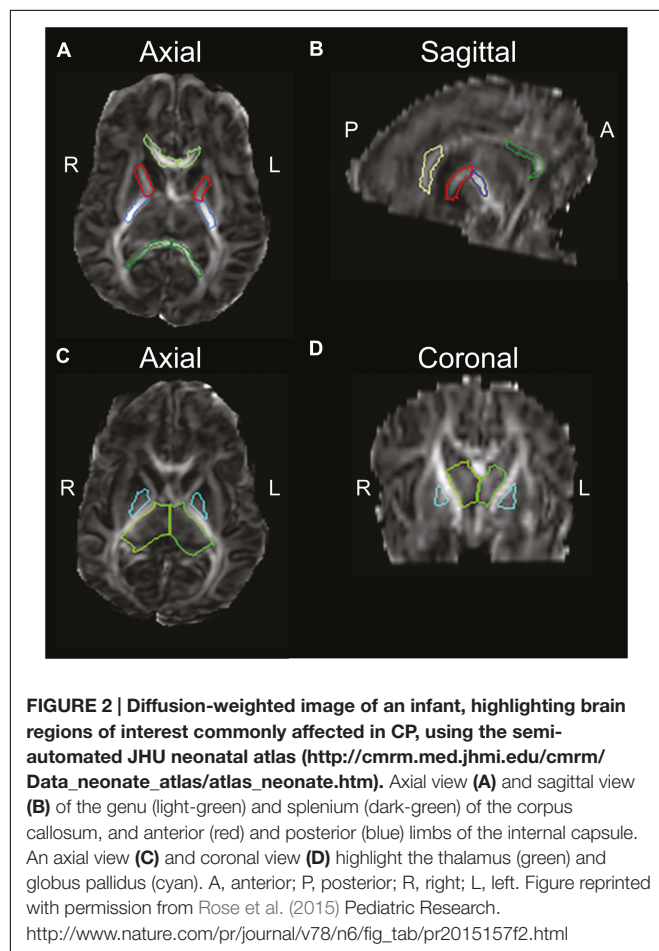 A Axial
B Sagittal
R L
P A
C Axial
D Coronal
R L
R L
FIGURE 2 | Diffusion-weighted image of an infant, highlighting brain
regions of interest commonly affected in CP, using the semi-
automated JHU neonatal atlas (http://cmrm.med.jhmi.edu/cmrm/
Data_neonate_atlas/atlas_neonate.htm). Axial view (A) and sagittal view
(B) of the genu (light-green) and splenium (dark-green) of the corpus
callosum, and anterior (red) and posterior (blue) limbs of the internal capsule.
An axial view (C) and coronal view (D) highlight the thalamus (green) and
globus pallidus (cyan). A, anterior; P, posterior; R, right; L, left. Figure reprinted
with permission from Rose et al. (2015) Pediatric Research.
http://www.nature.com/pr/journal/v78/n6/fig_tab/pr2015157f2.html